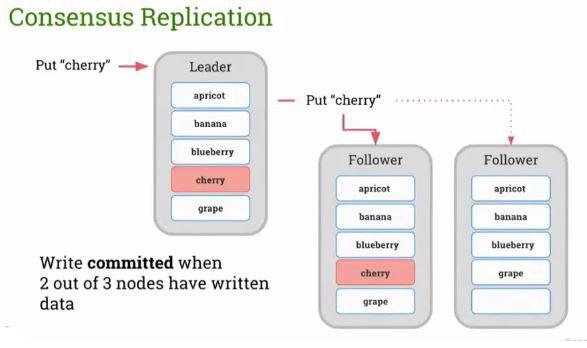 Consensus Replication
Put "cherry"
Leader
apricot
banana
blueberry
cherry
grape
Put "cherry"
Follower
apricot
banana
blueberry
cherry
grape
Follower
apricot
banana
blueberry
grape
Write committed when
2 out of 3 nodes have written
data